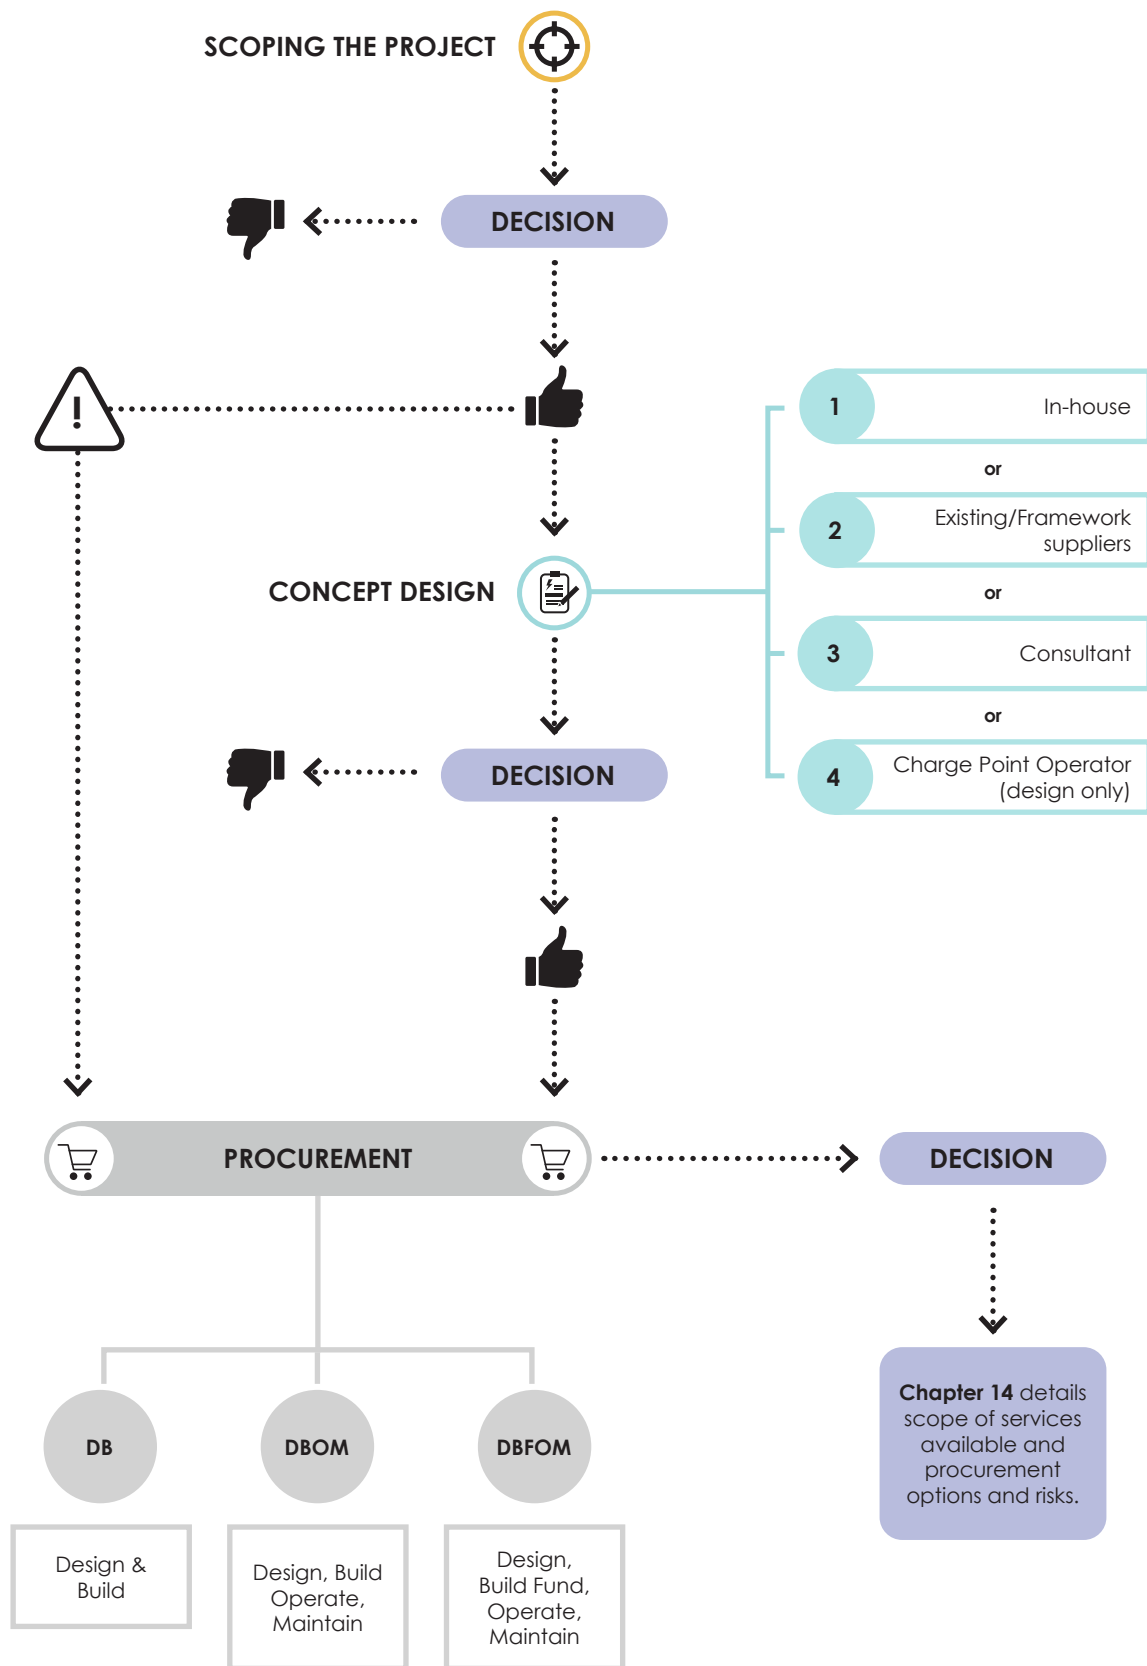 SCOPING THE PROJECT
DECISION
!
1
In-house
or
2
Existing/Framework
suppliers
or
CONCEPT DESIGN
3
Consultant
or
DECISION
4
Charge Point Operator
(design only)
PROCUREMENT
DECISION
Chapter 14 details
scope of services
available and
procurement
options and risks.
DB
DBOM
DBFOM
Design &
Build
Design, Build
Operate,
Maintain
Design,
Build Fund,
Operate,
Maintain